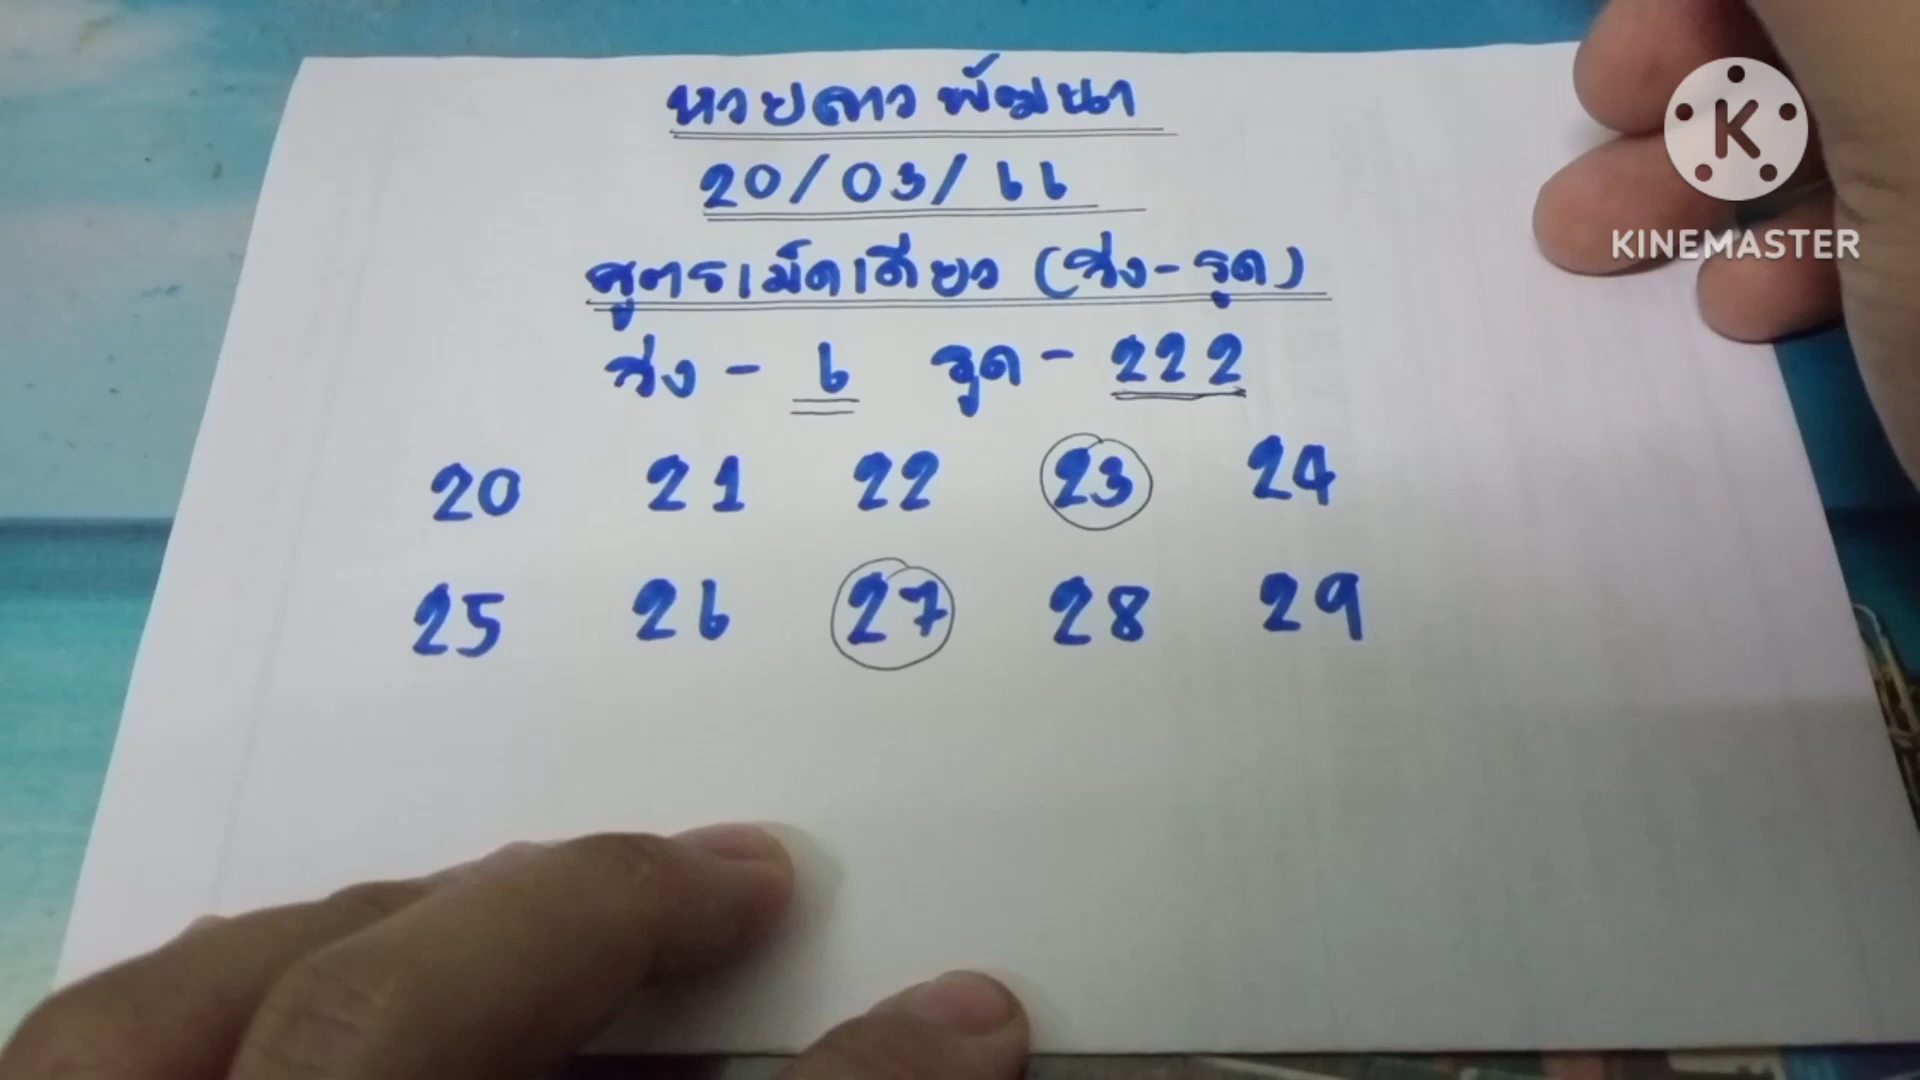 หวยลาว พัฒนา
20/03/66
สูตรเม็ดเดียว (วิ่ง-รูด)
วิ่ง - 6 รูด - 222
20 21 22 23 24
25 26 27 28 29
K
KINEMASTER